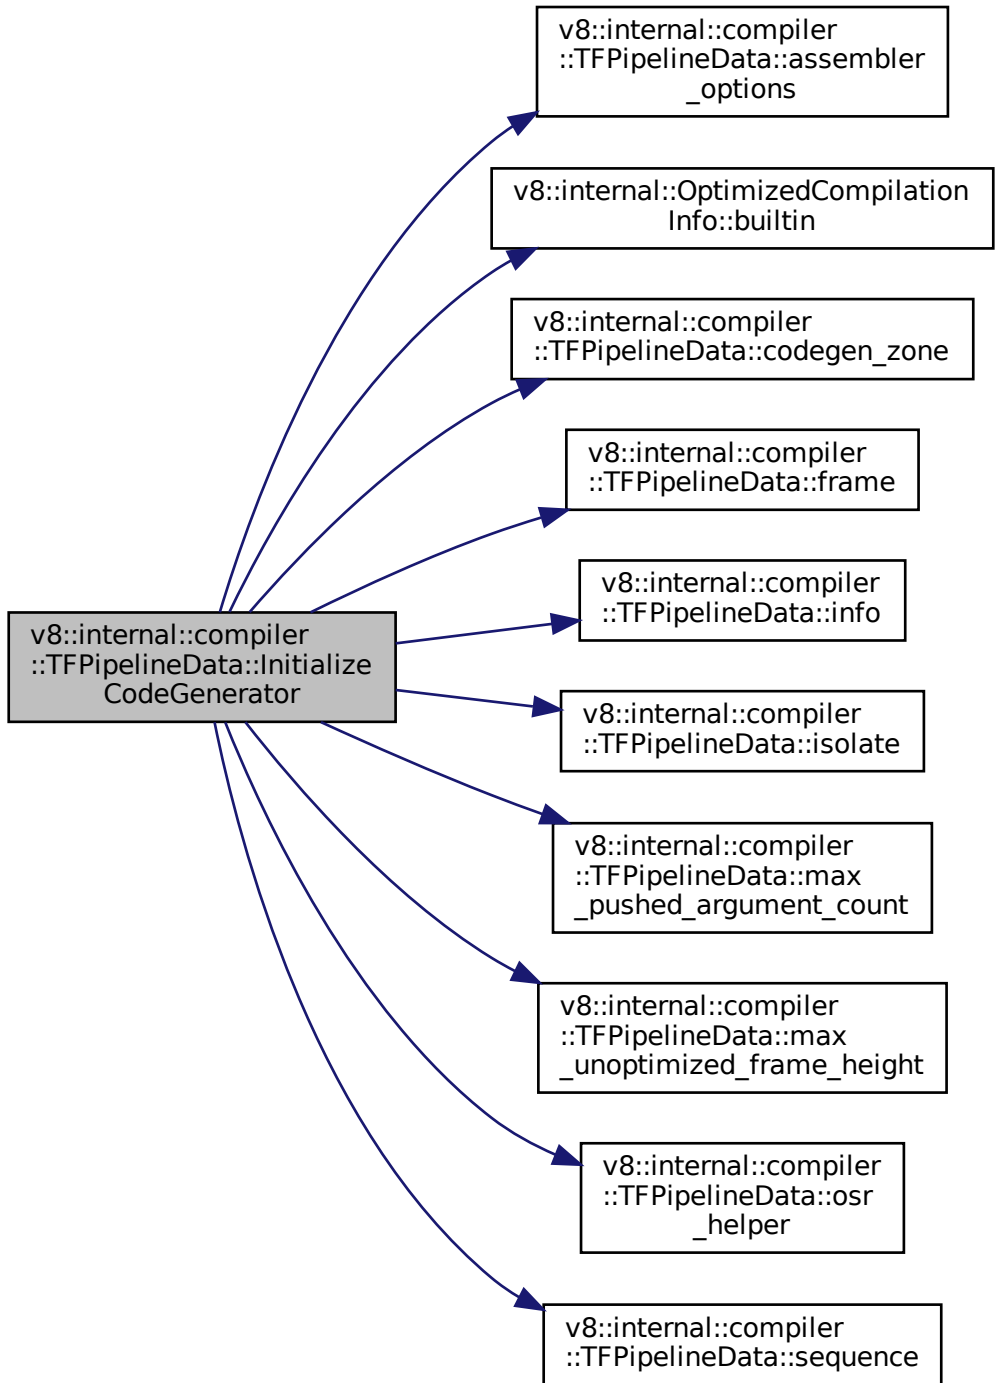 v8::internal::compiler
::TFPipelineData::assembler
_options
v8::internal::OptimizedCompilation
Info::builtin
v8::internal::compiler
::TFPipelineData::codegen_zone
v8::internal::compiler
::TFPipelineData::frame
v8::internal::compiler
::TFPipelineData::info
v8::internal::compiler
::TFPipelineData::Initialize
CodeGenerator
v8::internal::compiler
::TFPipelineData::isolate
v8::internal::compiler
::TFPipelineData::max
_pushed_argument_count
v8::internal::compiler
::TFPipelineData::max
_unoptimized_frame_height
v8::internal::compiler
::TFPipelineData::osr
_helper
v8::internal::compiler
::TFPipelineData::sequence